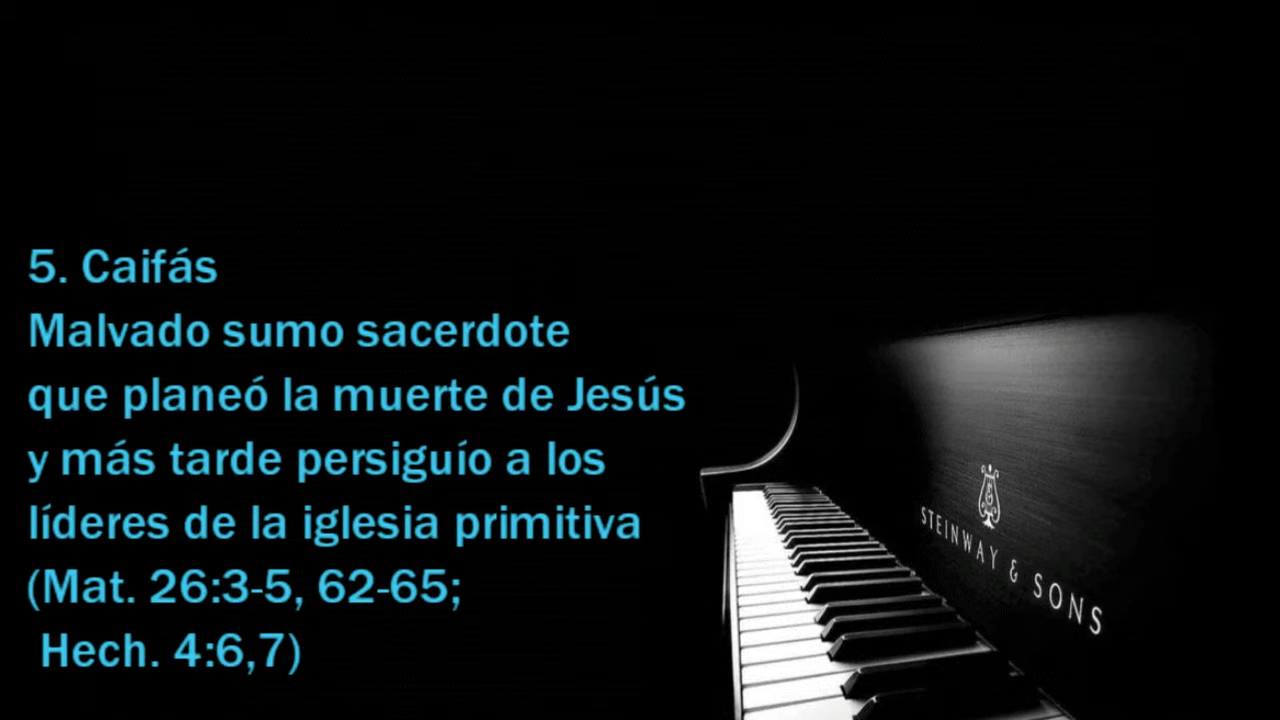 5. Caifás
Malvado sumo sacerdote
que planeó la muerte de Jesús
y más tarde persiguío a los
líderes de la iglesia primitiva
(Mat. 26:3-5, 62-65;
Hech. 4:6,7)
STEINWAY & SONS